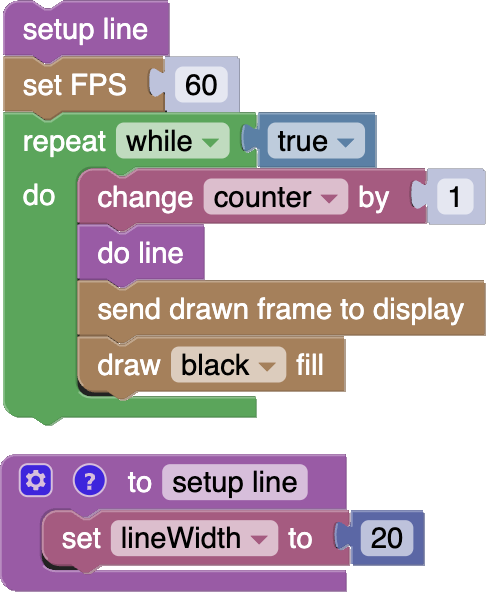 setup line
set FPS 60
repeat while true
do change counter by 1
do line
send drawn frame to display
draw black fill
? to setup line
set lineWidth to 20